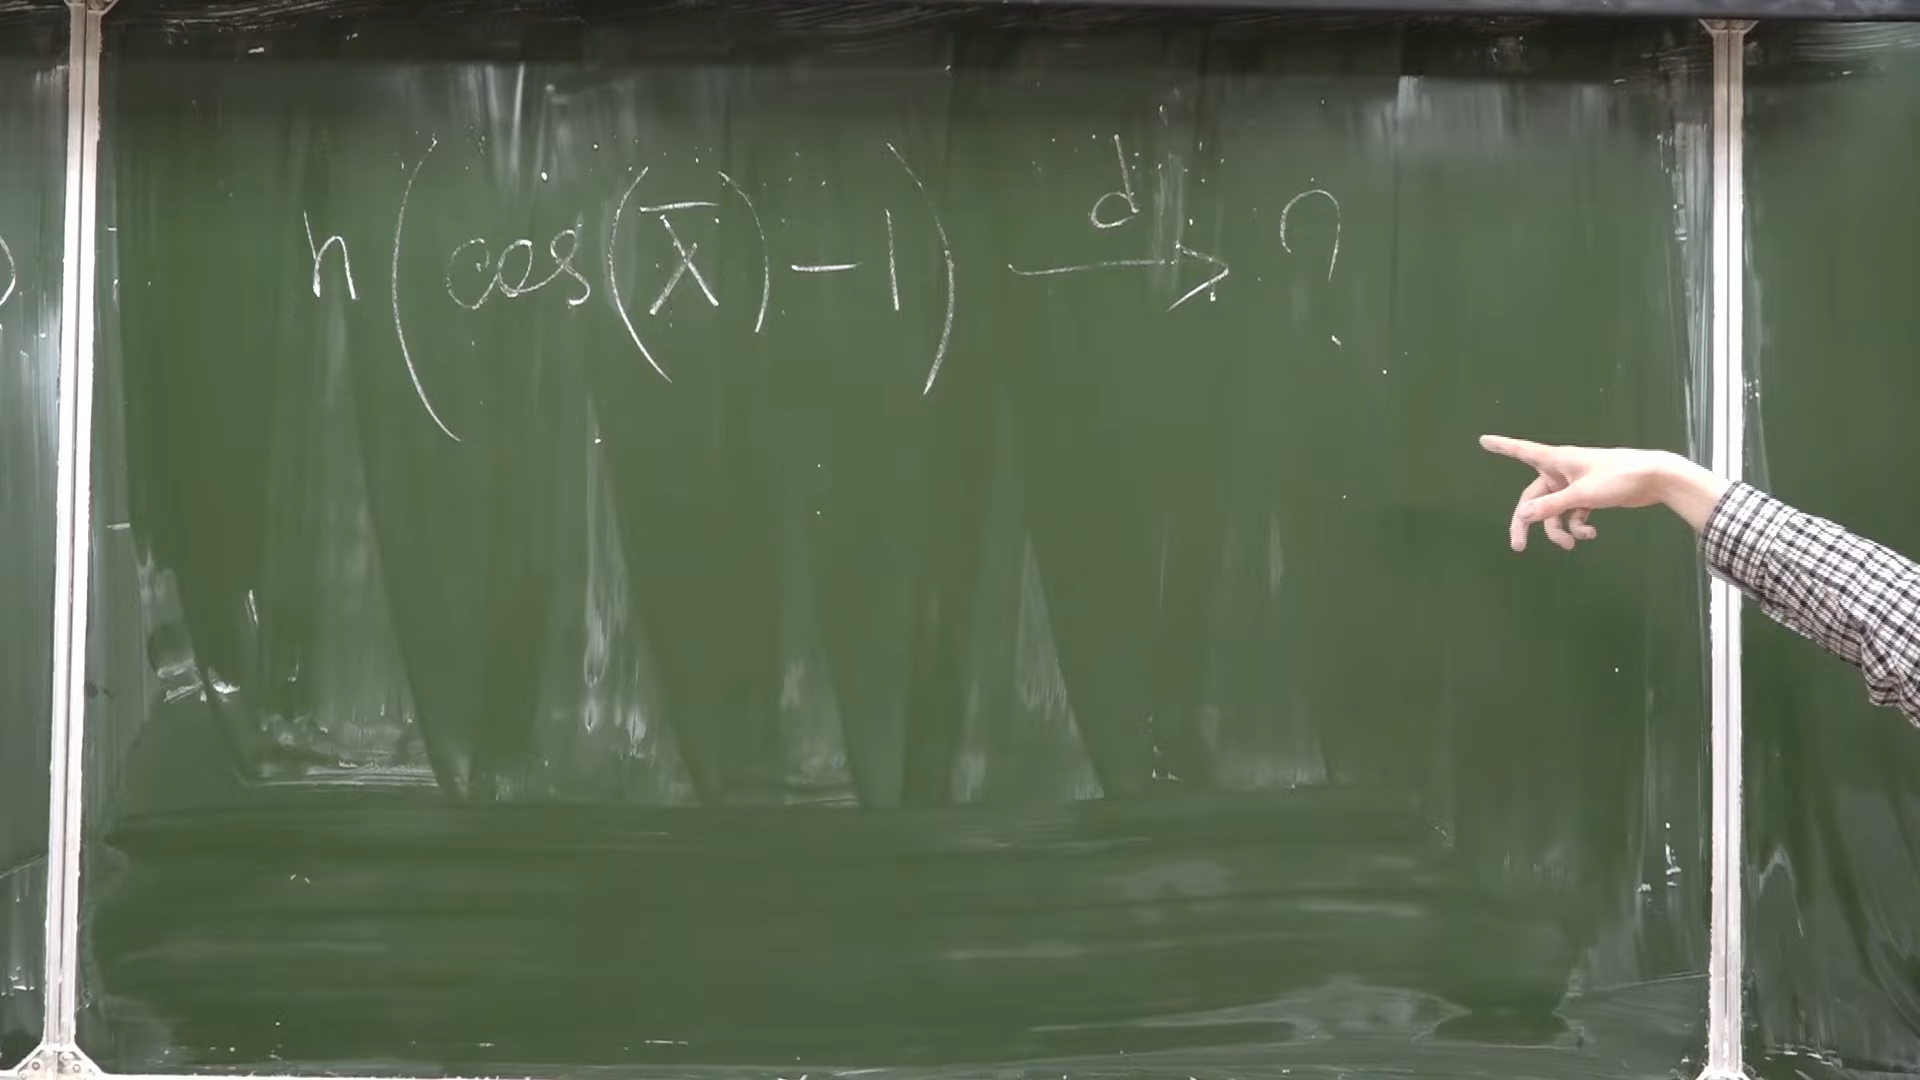 n(cos(X̄)-1) →ᵈ ?